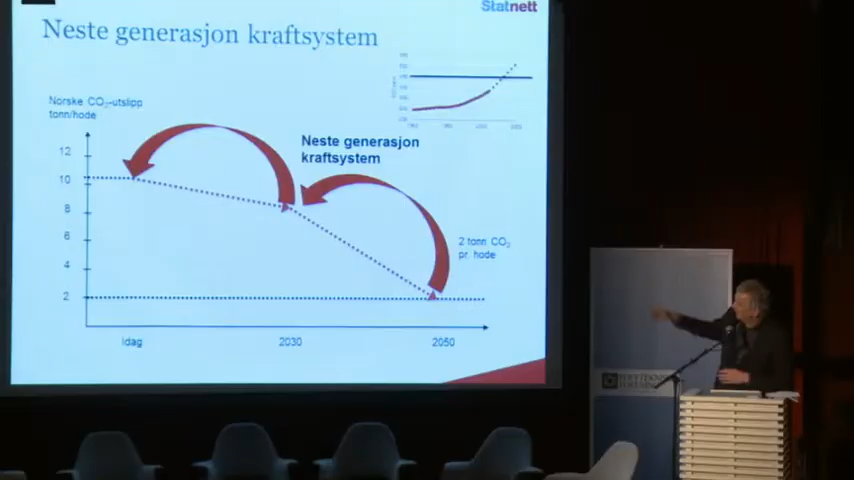 Statnett
Neste generasjon kraftsystem
Norske CO₂-utslipp
tonn/hode
12
10
8
6
4
2
Neste generasjon
kraftsystem
2 tonn CO₂
pr hode
Idag
2030
2050